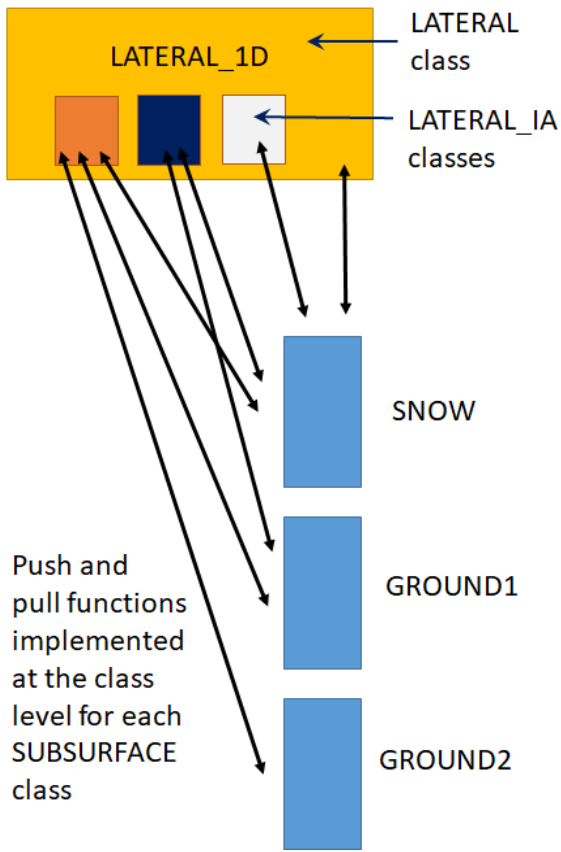 LATERAL
class
LATERAL_1D
LATERAL_IA
classes
SNOW
GROUND1
Push and
pull functions
implemented
at the class
level for each
SUBSURFACE
class
GROUND2